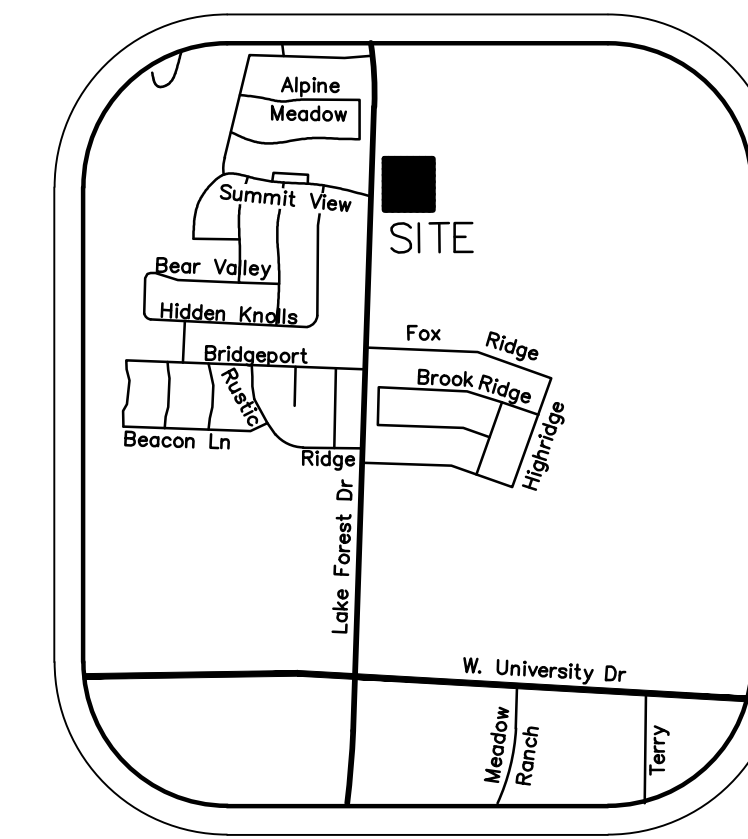 Alpine
Meadow
Summit View
SITE
Bear Valley
Hidden Knolls
Fox Ridge
Bridgeport
Brook Ridge
Rustic
Highridge
Beacon Ln
Ridge
Lake Forest Dr
W. University Dr
Meadow
Ranch
Terry